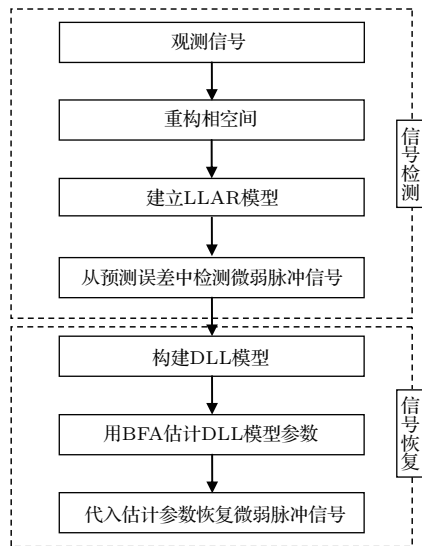 观测信号
重构相空间
建立LLAR模型
从预测误差中检测微弱脉冲信号
信号检测
构建DLL模型
用BFA估计DLL模型参数
代入估计参数恢复微弱脉冲信号
信号恢复